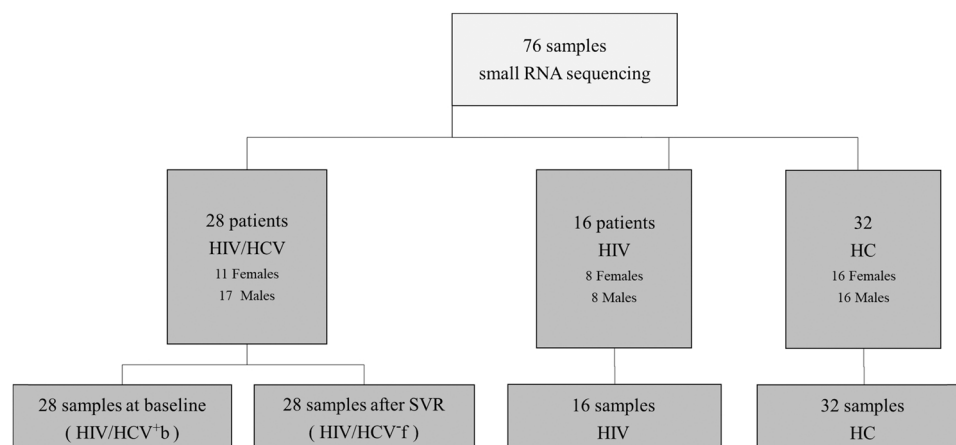 76 samples
small RNA sequencing
28 patients
HIV/HCV
11 Females
17 Males
16 patients
HIV
8 Females
8 Males
32
HC
16 Females
16 Males
28 samples at baseline
( HIV/HCV⁺b )
28 samples after SVR
( HIV/HCV⁻f )
16 samples
HIV
32 samples
HC